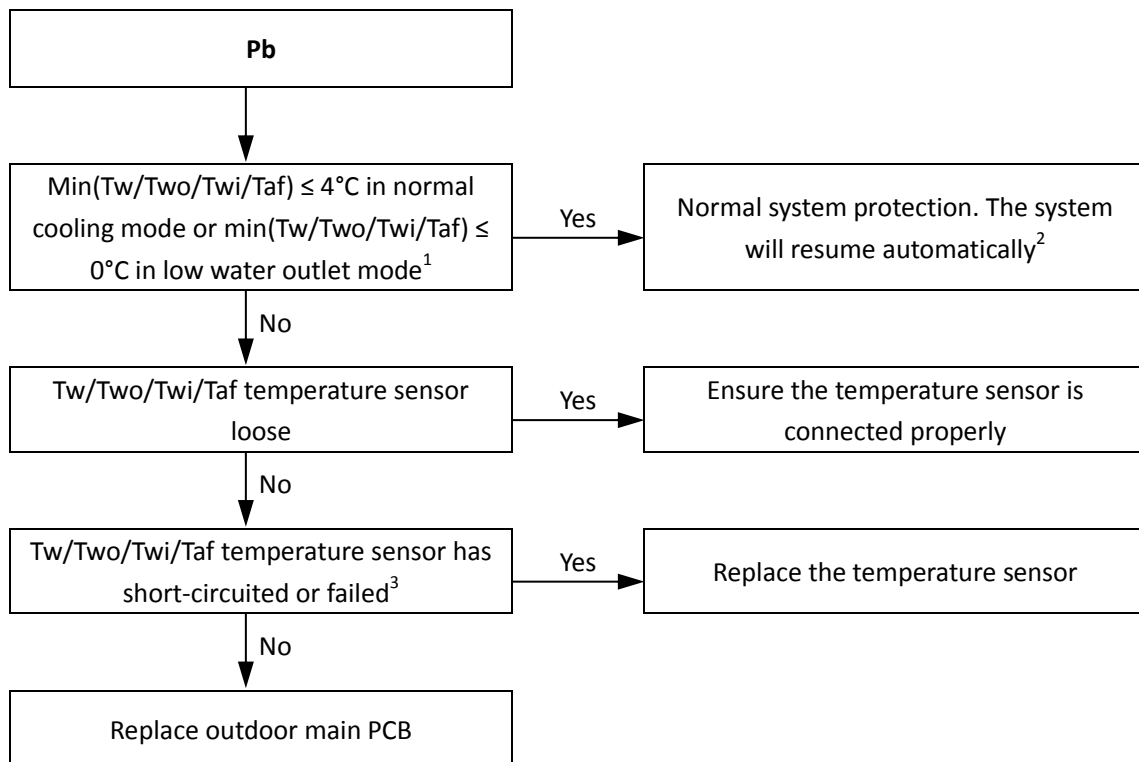 Pb
Min(Tw/Two/Twi/Taf) ≤ 4°C in normal
cooling mode or min(Tw/Two/Twi/Taf) ≤
0°C in low water outlet mode¹
Yes
Normal system protection. The system
will resume automatically²
No
Tw/Two/Twi/Taf temperature sensor
loose
Yes
Ensure the temperature sensor is
connected properly
No
Tw/Two/Twi/Taf temperature sensor has
short-circuited or failed³
Yes
Replace the temperature sensor
No
Replace outdoor main PCB